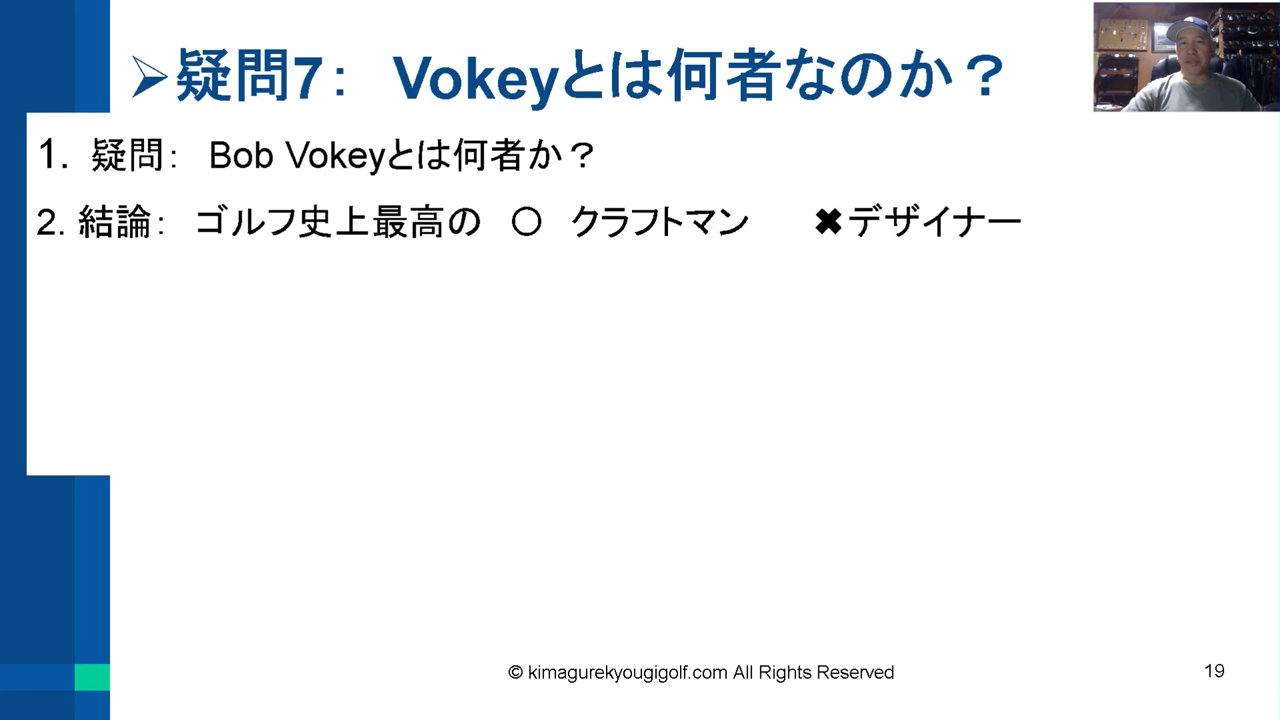 ➢疑問7： Vokeyとは何者なのか？
1. 疑問： Bob Vokeyとは何者か？
2. 結論： ゴルフ史上最高の ○ クラフトマン ✖デザイナー
© kimagurekyougigolf.com All Rights Reserved
19